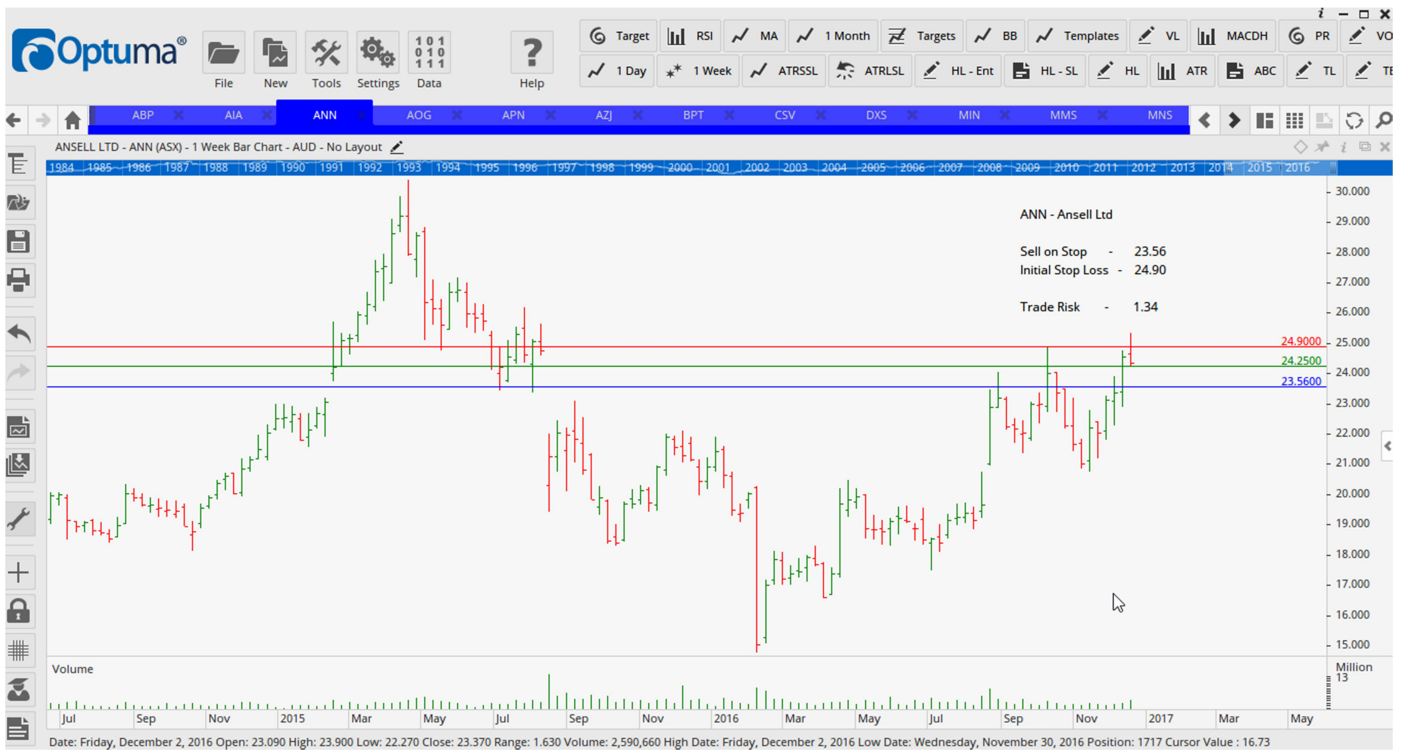 Optuma®
File
New
Tools
Settings
Data
Help
Target
RSI
MA
1 Month
Targets
BB
Templates
VL
MACDH
PR
VO
1 Day
1 Week
ATRSSL
ATRLSL
HL - Ent
HL - SL
HL
ATR
ABC
TL
TE
ABP
AIA
ANN
AOG
APN
AZJ
BPT
CSV
DXS
MIN
MMS
MNS
ANSELL LTD - ANN (ASX) - 1 Week Bar Chart - AUD - No Layout
1984 1985 1986 1987 1988 1989 1990 1991 1992 1993 1994 1995 1996 1997 1998 1999 2000 2001 2002 2003 2004 2005 2006 2007 2008 2009 2010 2011 2012 2013 2014 2015 2016
ANN - Ansell Ltd
Sell on Stop - 23.56
Initial Stop Loss - 24.90
Trade Risk - 1.34
24.9000
24.2500
23.5600
30.000
29.000
28.000
27.000
26.000
25.000
24.000
23.000
22.000
21.000
20.000
19.000
18.000
17.000
16.000
15.000
Volume
Million
13
Jul Sep Nov 2015 Mar May Jul Sep Nov 2016 Mar May Jul Sep Nov 2017 Mar May
Date: Friday, December 2, 2016 Open: 23.090 High: 23.900 Low: 22.270 Close: 23.370 Range: 1.630 Volume: 2,590,660 High Date: Friday, December 2, 2016 Low Date: Wednesday, November 30, 2016 Position: 1717 Cursor Value : 16.73